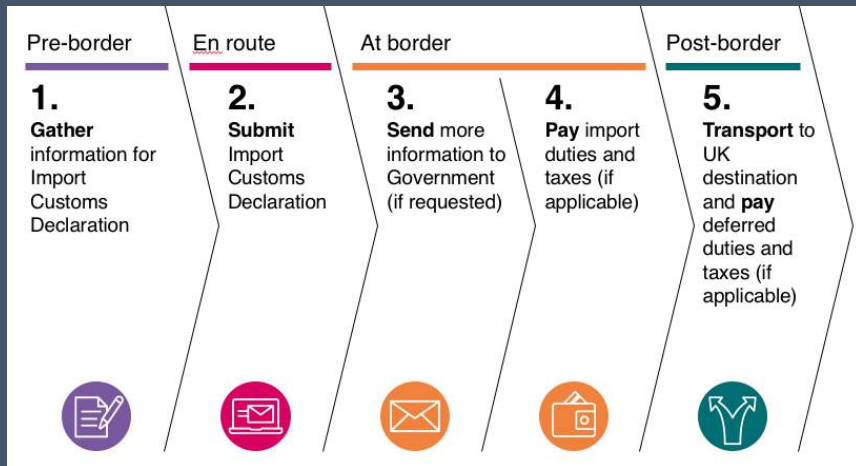 Pre-border
En route
At border
Post-border
1.
Gather
information for
Import
Customs
Declaration
2.
Submit
Import
Customs
Declaration
3.
Send more
information to
Government
(if requested)
4.
Pay import
duties and
taxes (if
applicable)
5.
Transport to
UK
destination
and pay
deferred
duties and
taxes (if
applicable)